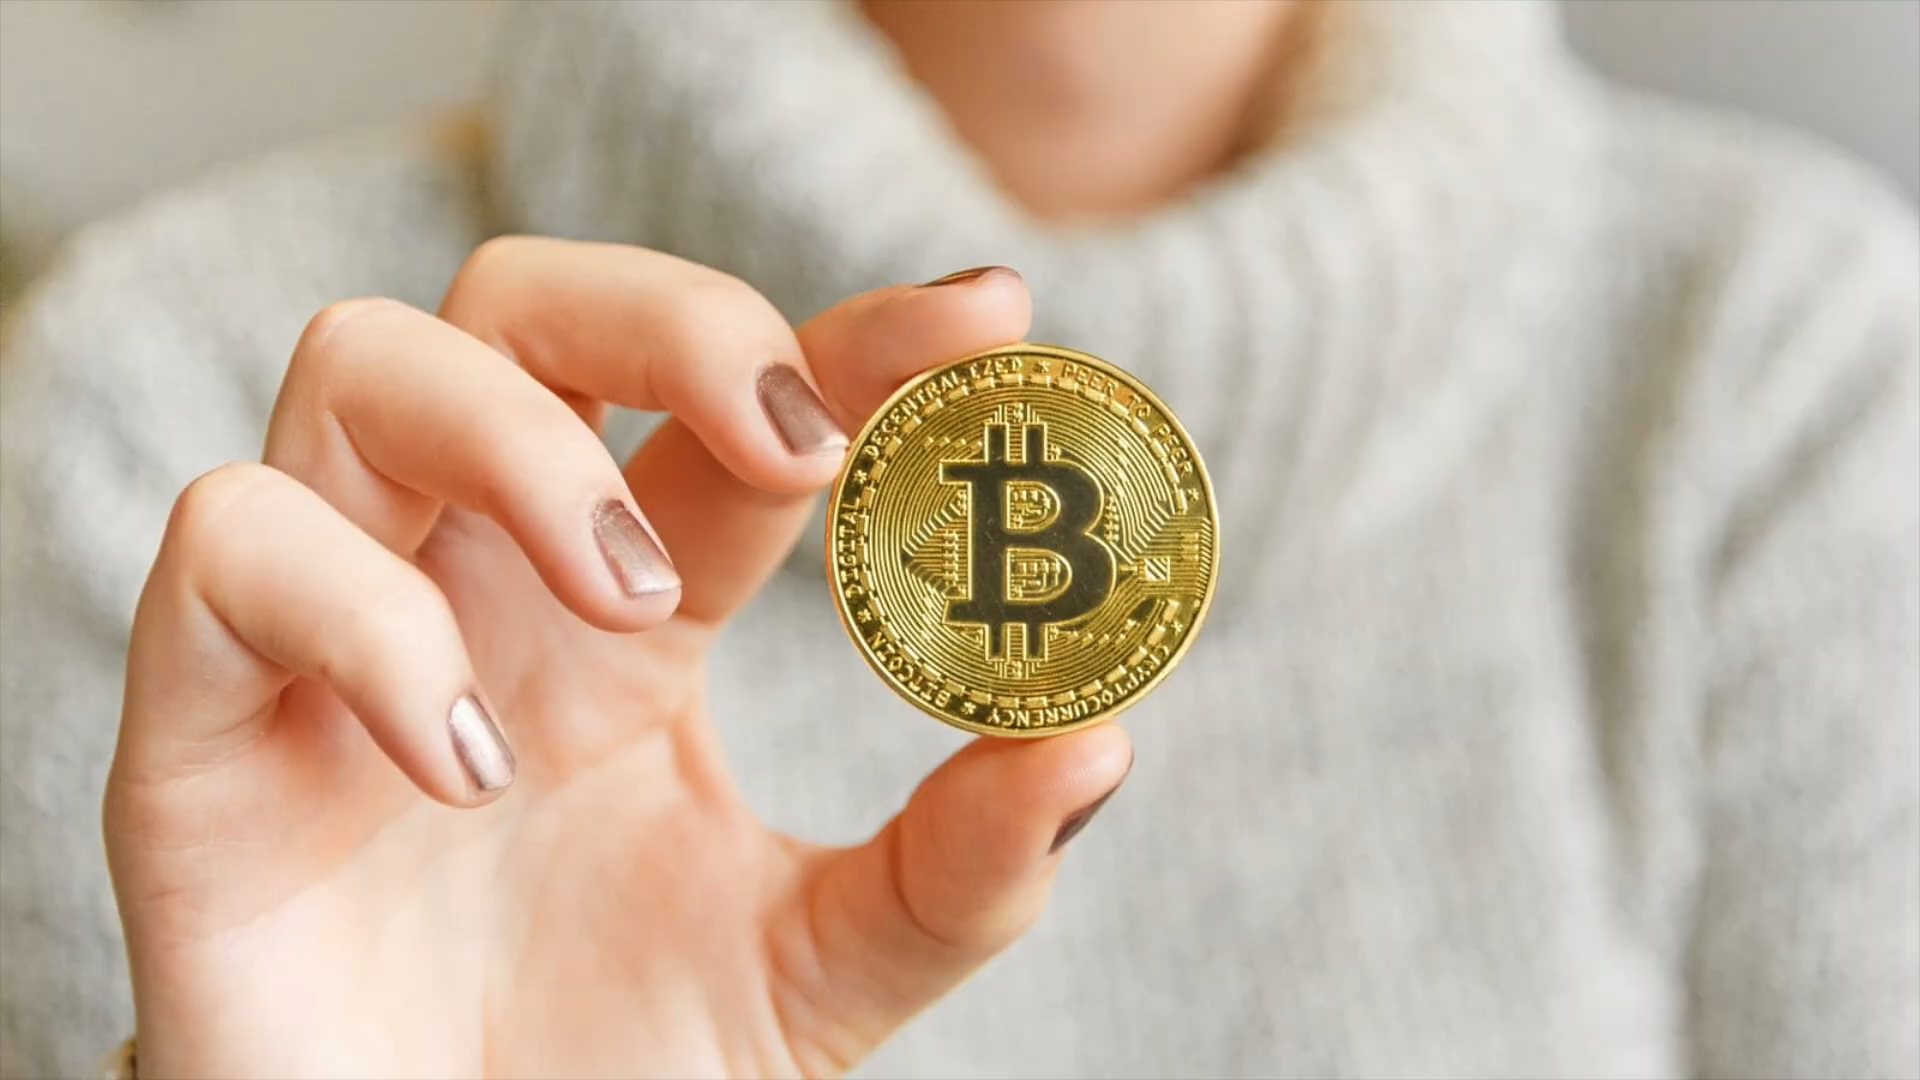 * DECENTRALIZED * PEER TO PEER *
* CRYPTOCURRENCY * BITCOIN * DIGITAL
B